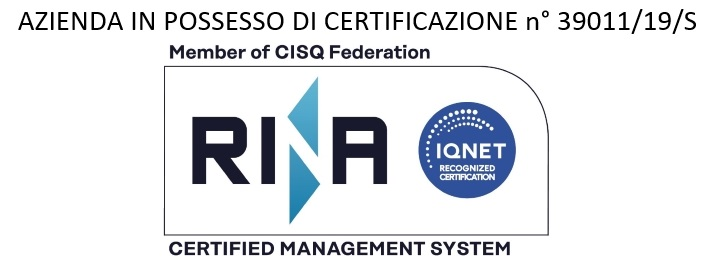 AZIENDA IN POSSESSO DI CERTIFICAZIONE n° 39011/19/S
Member of CISQ Federation
RINA
IQNET
RECOGNIZED
CERTIFICATION
CERTIFIED MANAGEMENT SYSTEM